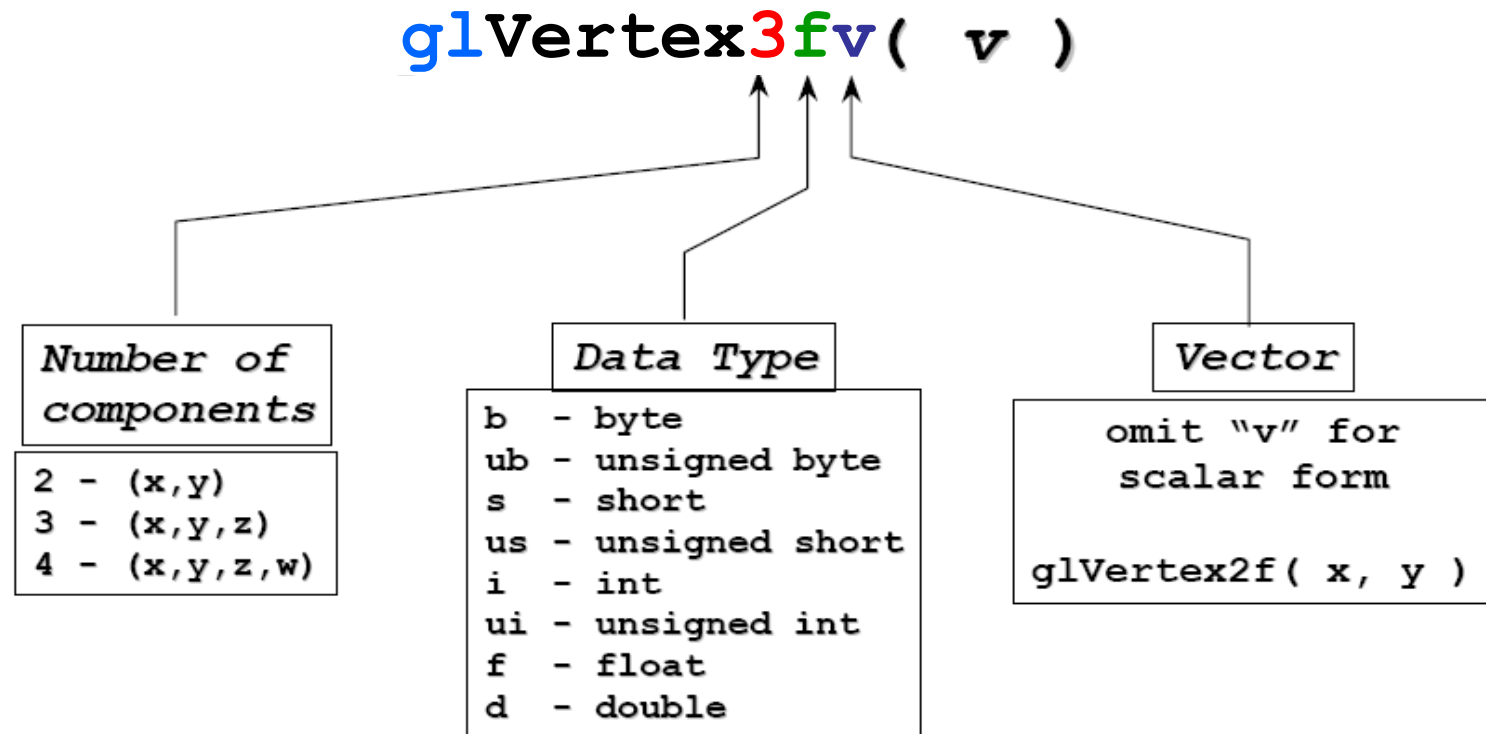 glVertex3fv( v )
Number of
components
2 - (x,y)
3 - (x,y,z)
4 - (x,y,z,w)
Data Type
b - byte
ub - unsigned byte
s - short
us - unsigned short
i - int
ui - unsigned int
f - float
d - double
Vector
omit “v” for
scalar form
glVertex2f( x, y )